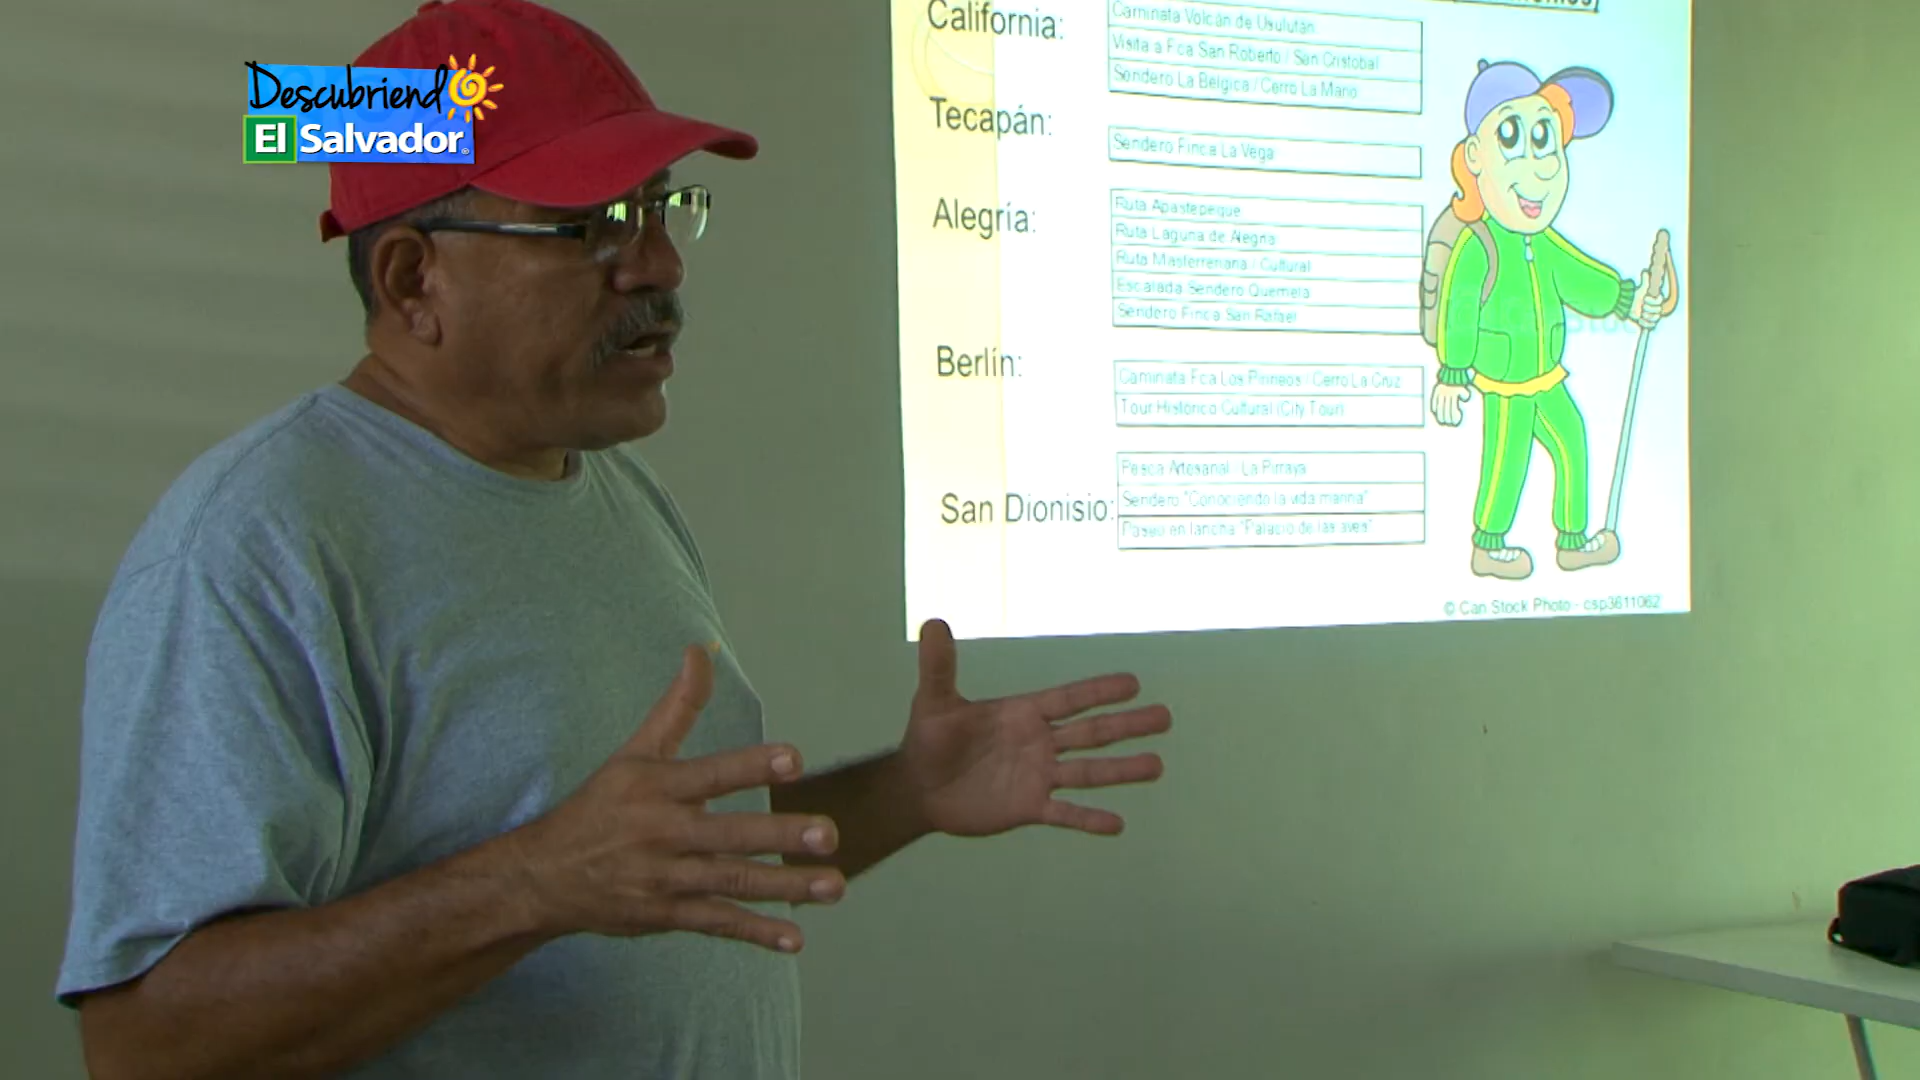 Descubriendo
El Salvador
California:
Caminata Volcán de Usulután
Visita a Fca San Roberto / San Cristobal
Sendero La Belgica / Cerro La Mano
Tecapán:
Sendero Finca La Vega
Alegría:
Ruta Apastepeque
Ruta Laguna de Alegria
Ruta Masferreriana / Cultural
Escalada Sendero Quemela
Sendero Finca San Rafael
Berlín:
Caminata Fca Los Pirineos / Cerro La Cruz
Tour Histórico Cultural (City Tour)
San Dionisio:
Pesca Artesanal / La Pirraya
Sendero "Conociendo la vida marina"
Paseo en lancha "Palacio de las aves"
© Can Stock Photo - csp3611062